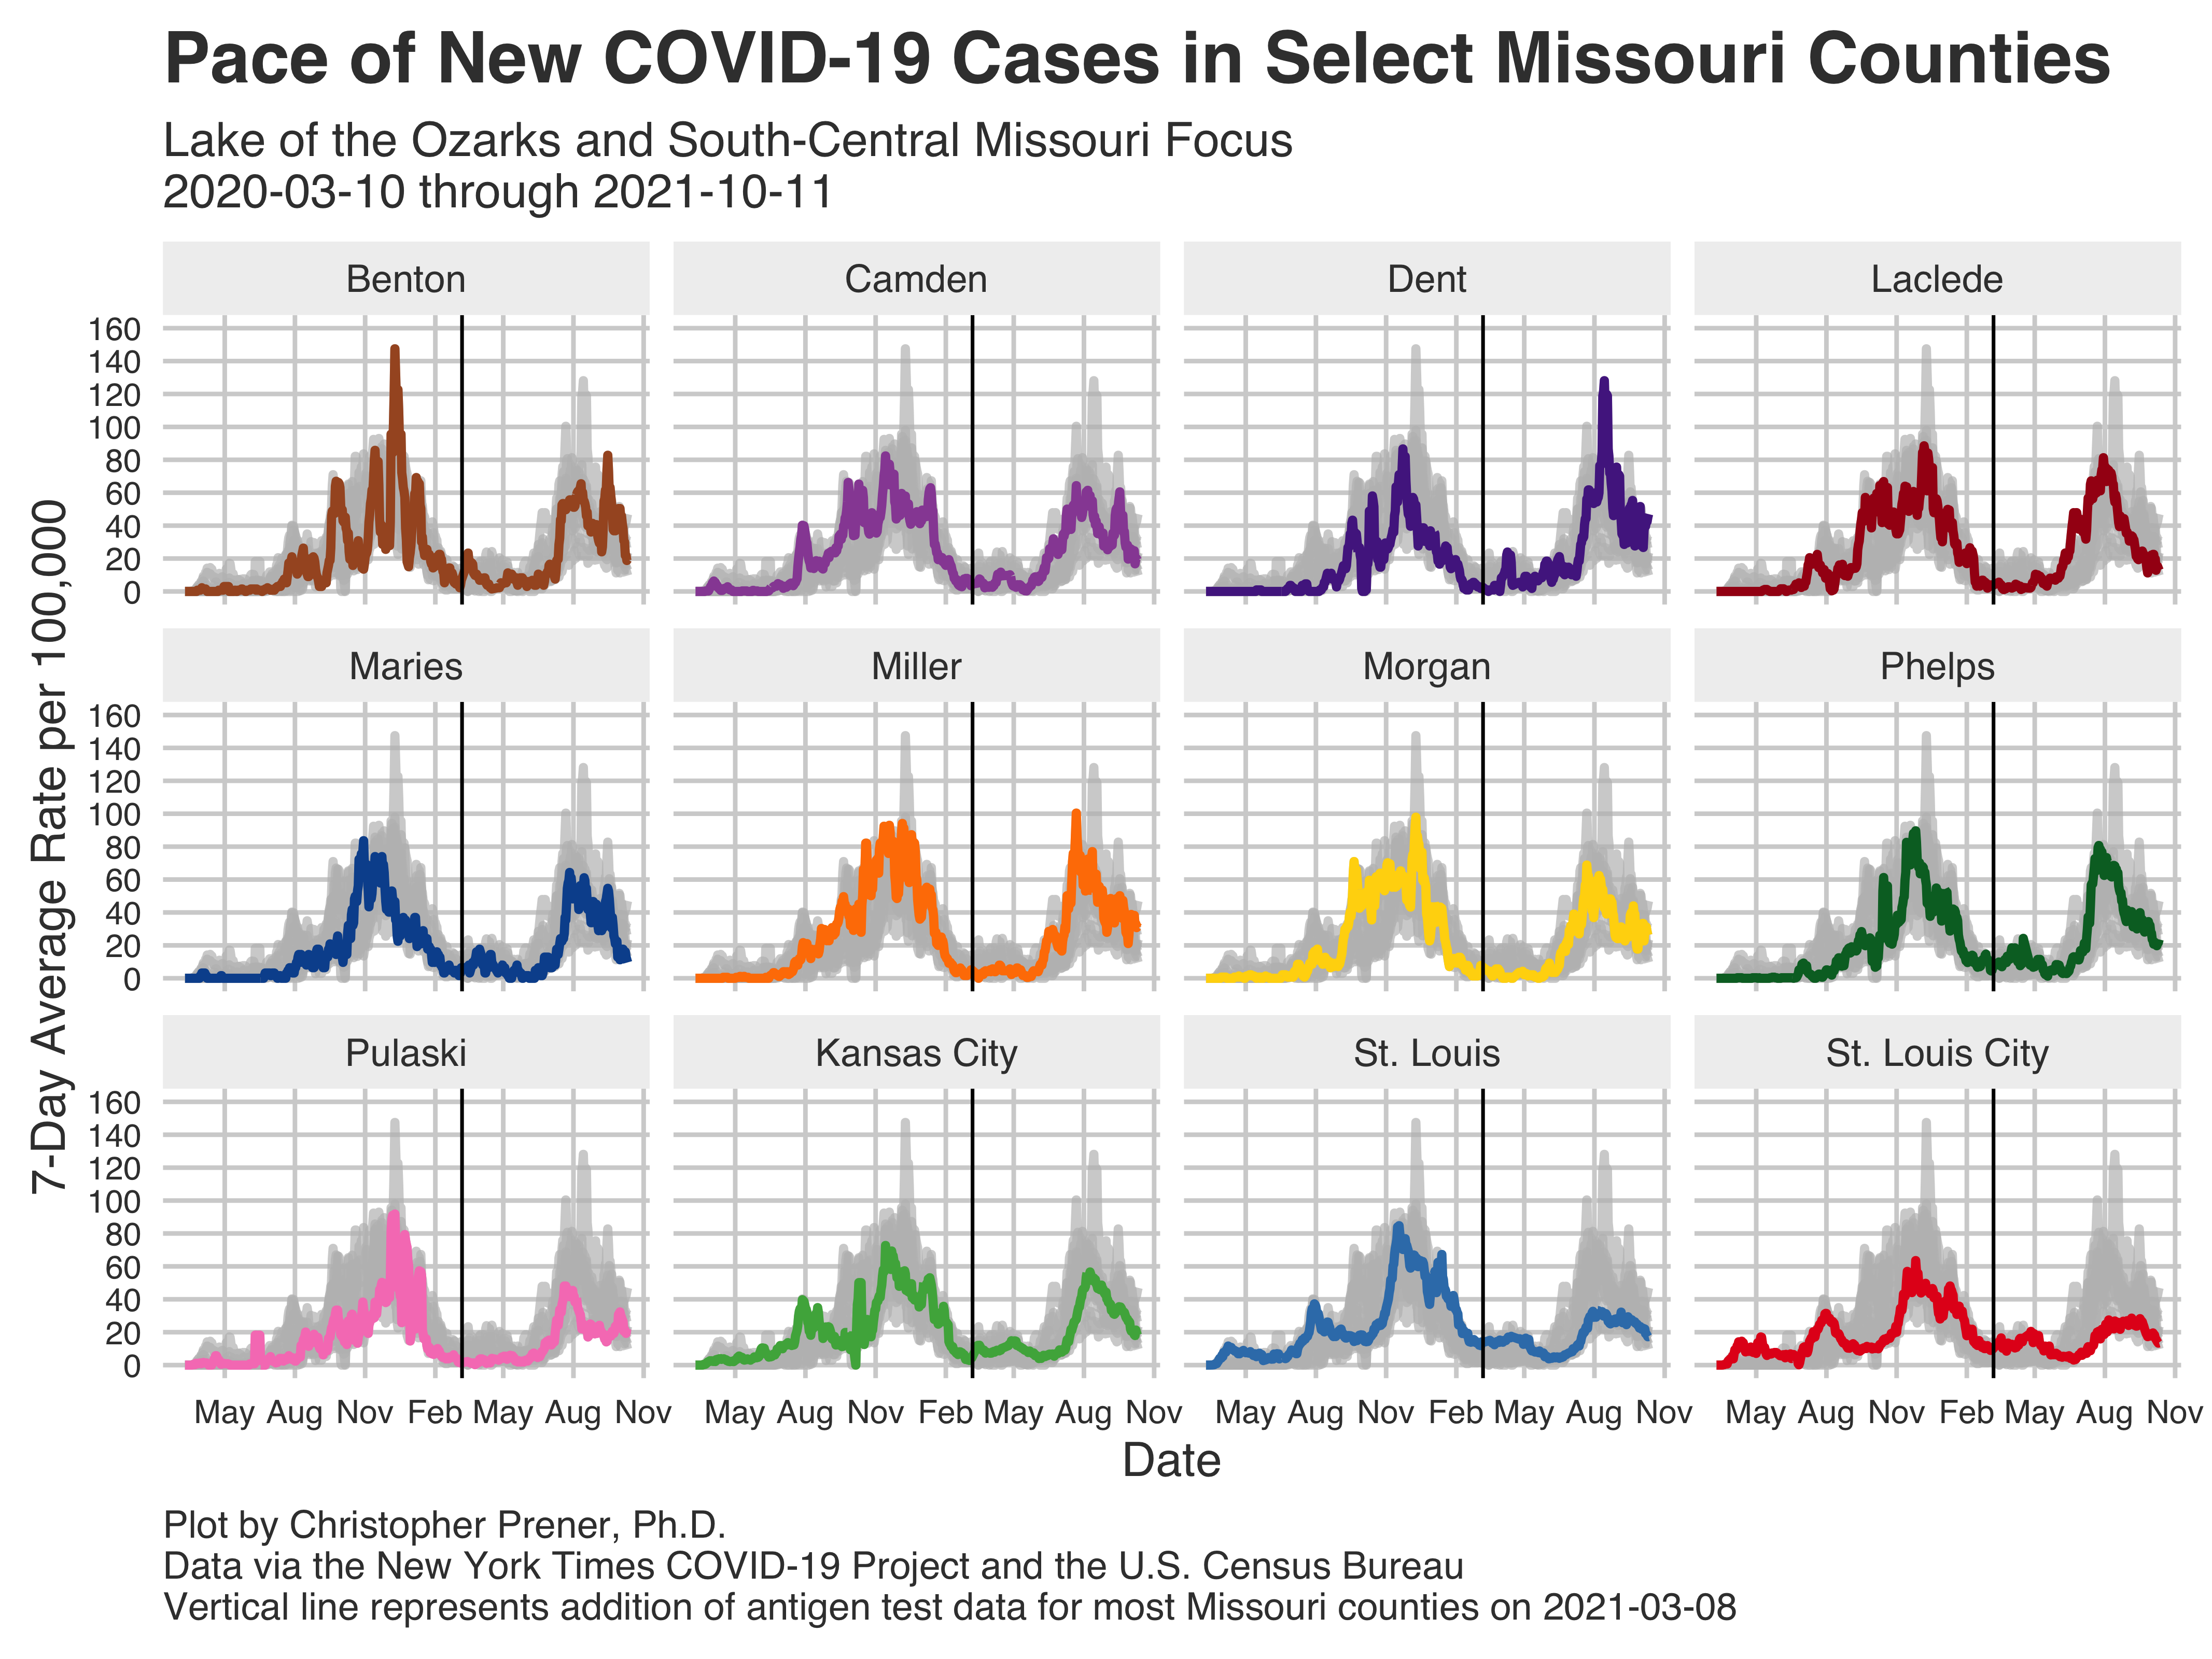 Pace of New COVID-19 Cases in Select Missouri Counties
Lake of the Ozarks and South-Central Missouri Focus
2020-03-10 through 2021-10-11
Benton
Camden
Dent
Laclede
160
140
120
100
80
60
40
20
0
Maries
Miller
Morgan
Phelps
160
140
120
100
80
60
40
20
0
Pulaski
Kansas City
St. Louis
St. Louis City
160
140
120
100
80
60
40
20
0
7-Day Average Rate per 100,000
May Aug Nov Feb May Aug Nov
May Aug Nov Feb May Aug Nov
May Aug Nov Feb May Aug Nov
May Aug Nov Feb May Aug Nov
Date
Plot by Christopher Prener, Ph.D.
Data via the New York Times COVID-19 Project and the U.S. Census Bureau
Vertical line represents addition of antigen test data for most Missouri counties on 2021-03-08